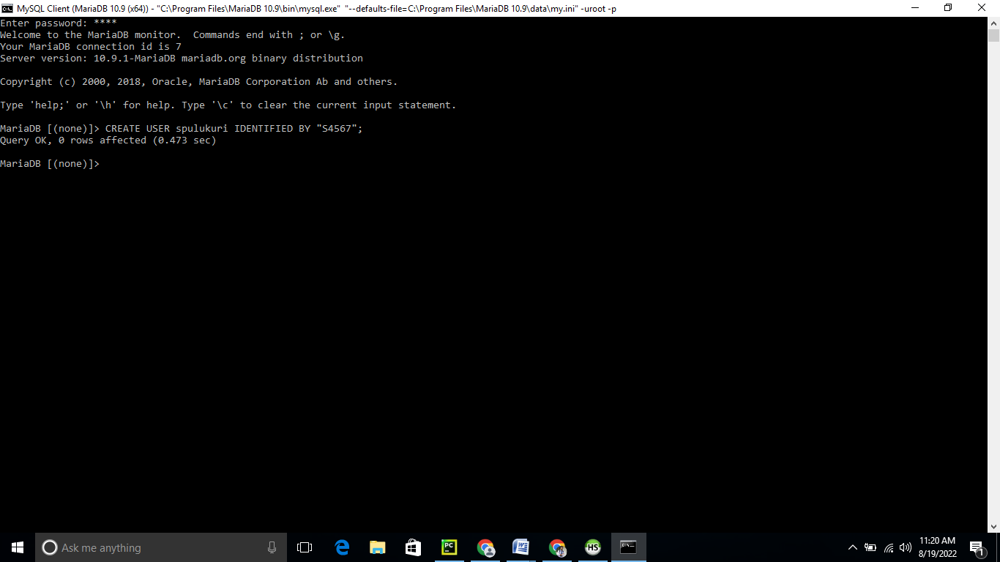 MySQL Client (MariaDB 10.9 (x64)) - "C:\Program Files\MariaDB 10.9\bin\mysql.exe"  "--defaults-file=C:\Program Files\MariaDB 10.9\data\my.ini" -uroot -p
Enter password: ****
Welcome to the MariaDB monitor.  Commands end with ; or \g.
Your MariaDB connection id is 7
Server version: 10.9.1-MariaDB mariadb.org binary distribution
Copyright (c) 2000, 2018, Oracle, MariaDB Corporation Ab and others.
Type 'help;' or '\h' for help. Type '\c' to clear the current input statement.
MariaDB [(none)]> CREATE USER spulukuri IDENTIFIED BY "S4567";
Query OK, 0 rows affected (0.473 sec)
MariaDB [(none)]>
Ask me anything
PC
W
HS
C:\
11:20 AM
8/19/2022
1